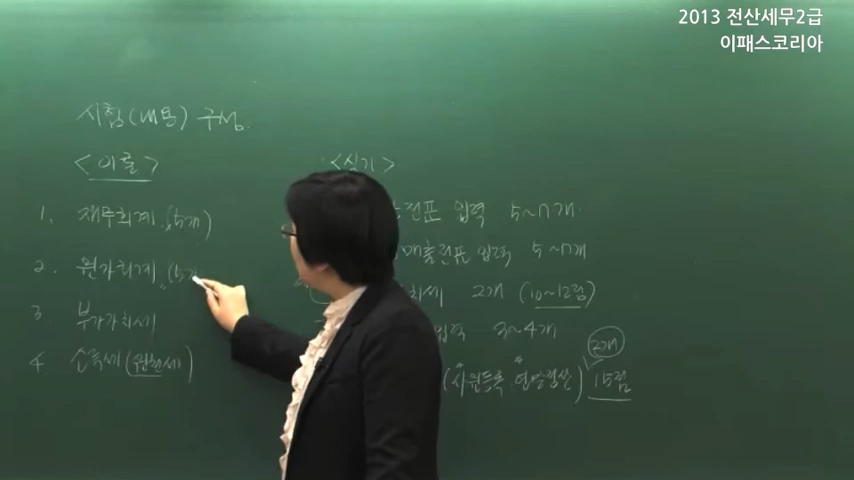 2013 전산세무2급
이패스코리아
시험(내용) 구성.
<이론>
<실기>
1. 재무회계 (5개)
전표 입력 5~7개
2. 원가회계 (5개
매출전표 입력 5~7개
3 부가가치세
세 2개 (10~12점)
입력 3~4개
4 소득세(원천세)
(사원등록, 연말정산) 15점
2개